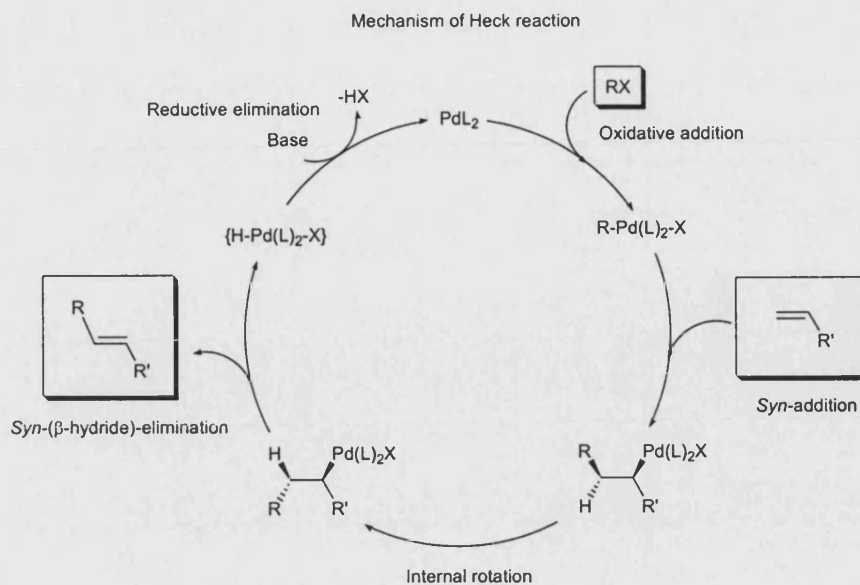 Mechanism of Heck reaction
-HX
RX
Reductive elimination
PdL2
Base
Oxidative addition
{H-Pd(L)2-X}
R-Pd(L)2-X
R
R'
R'
Syn-(β-hydride)-elimination
Syn-addition
H
Pd(L)2X
R
R'
R
Pd(L)2X
H
R'
Internal rotation